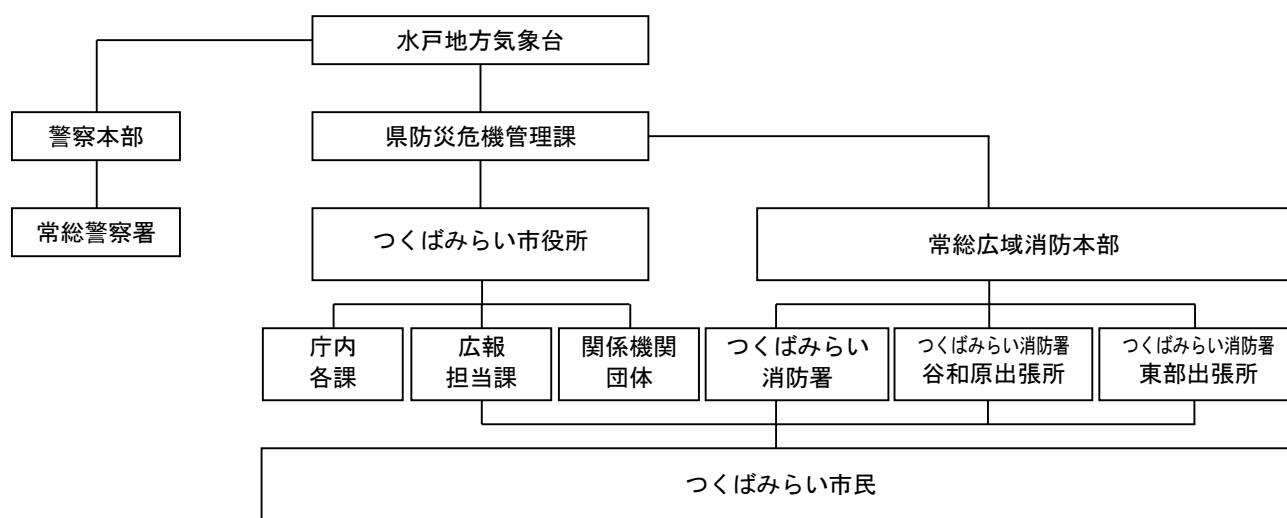 水戸地方気象台
警察本部
県防災危機管理課
常総警察署
つくばみらい市役所
常総広域消防本部
庁内
各課
広報
担当課
関係機関
団体
つくばみらい
消防署
つくばみらい消防署
谷和原出張所
つくばみらい消防署
東部出張所
つくばみらい市民